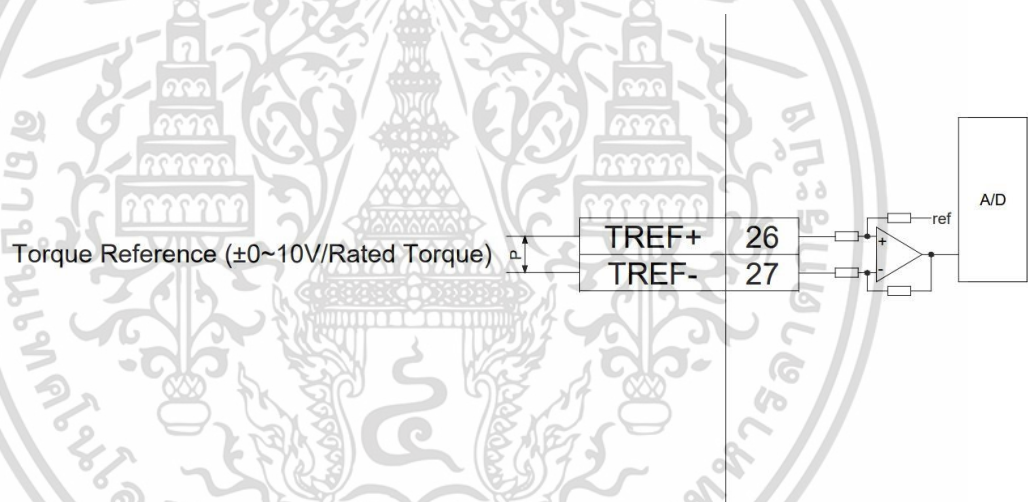 Torque Reference (±0~10V/Rated Torque)
P
TREF+ 26
TREF- 27
ref
+
-
A/D